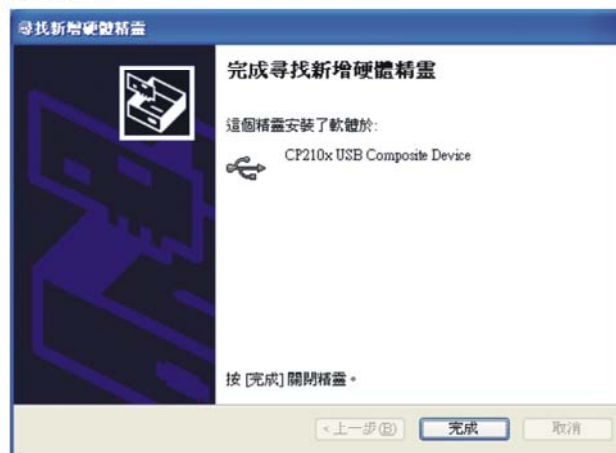 尋找新增硬體精靈
完成尋找新增硬體精靈
這個精靈安裝了軟體於:
CP210x USB Composite Device
按 [完成] 關閉精靈。
<上一步(B)
完成
取消